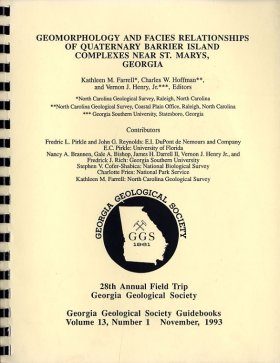 GEOMORPHOLOGY AND FACIES RELATIONSHIPS
OF QUATERNARY BARRIER ISLAND
COMPLEXES NEAR ST. MARYS,
GEORGIA
Kathleen M. Farrell*, Charles W. Hoffman**,
and Vernon J. Henry, Jr.***, Editors
*North Carolina Geological Survey, Raleigh, North Carolina
**North Carolina Geological Survey, Coastal Plain Office, Raleigh, North Carolina
*** Georgia Southern University, Statesboro, Georgia
Contributors
Fredric L. Pirkle and John G. Reynolds: E.I. DuPont de Nemours and Company
E.C. Pirkle: University of Florida
Nancy A. Brannen, Gale A. Bishop, James H. Darrell II, Vernon J. Henry Jr., and
Fredrick J. Rich: Georgia Southern University
Stephen V. Cofer-Shabica: National Biological Survey
Charlotte Fries: National Park Service
Kathleen M. Farrell: North Carolina Geological Survey
GEORGIA GEOLOGICAL SOCIETY
GGS
1961
28th Annual Field Trip
Georgia Geological Society
Georgia Geological Society Guidebooks
Volume 13, Number 1 November, 1993